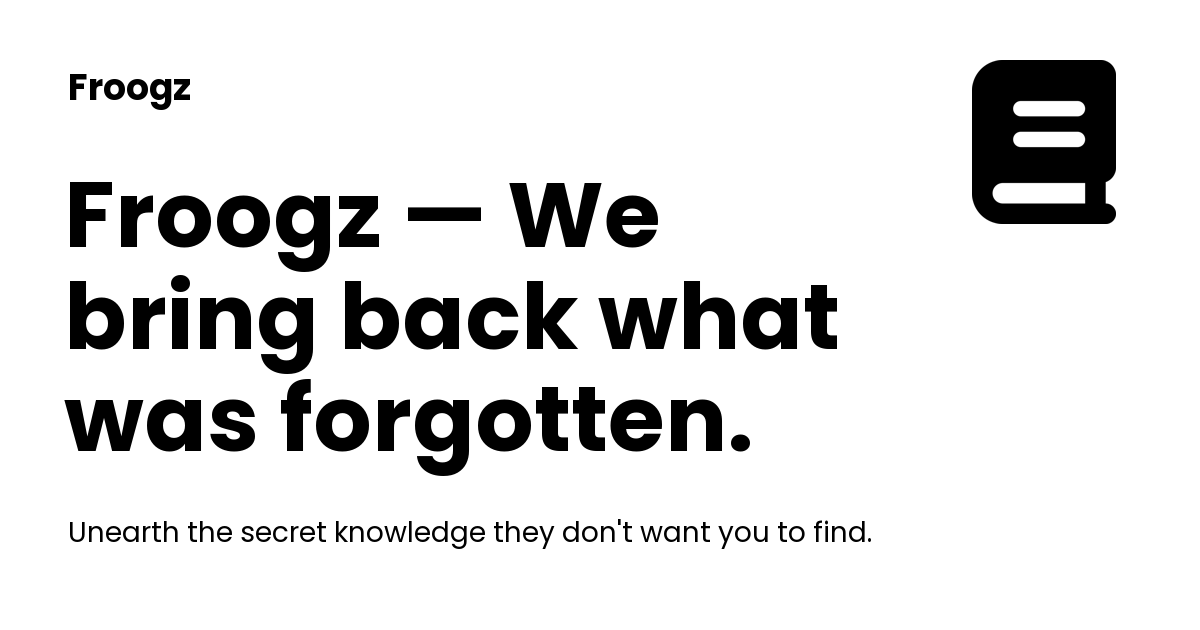 Froogz
Froogz — We
bring back what
was forgotten.
Unearth the secret knowledge they don't want you to find.